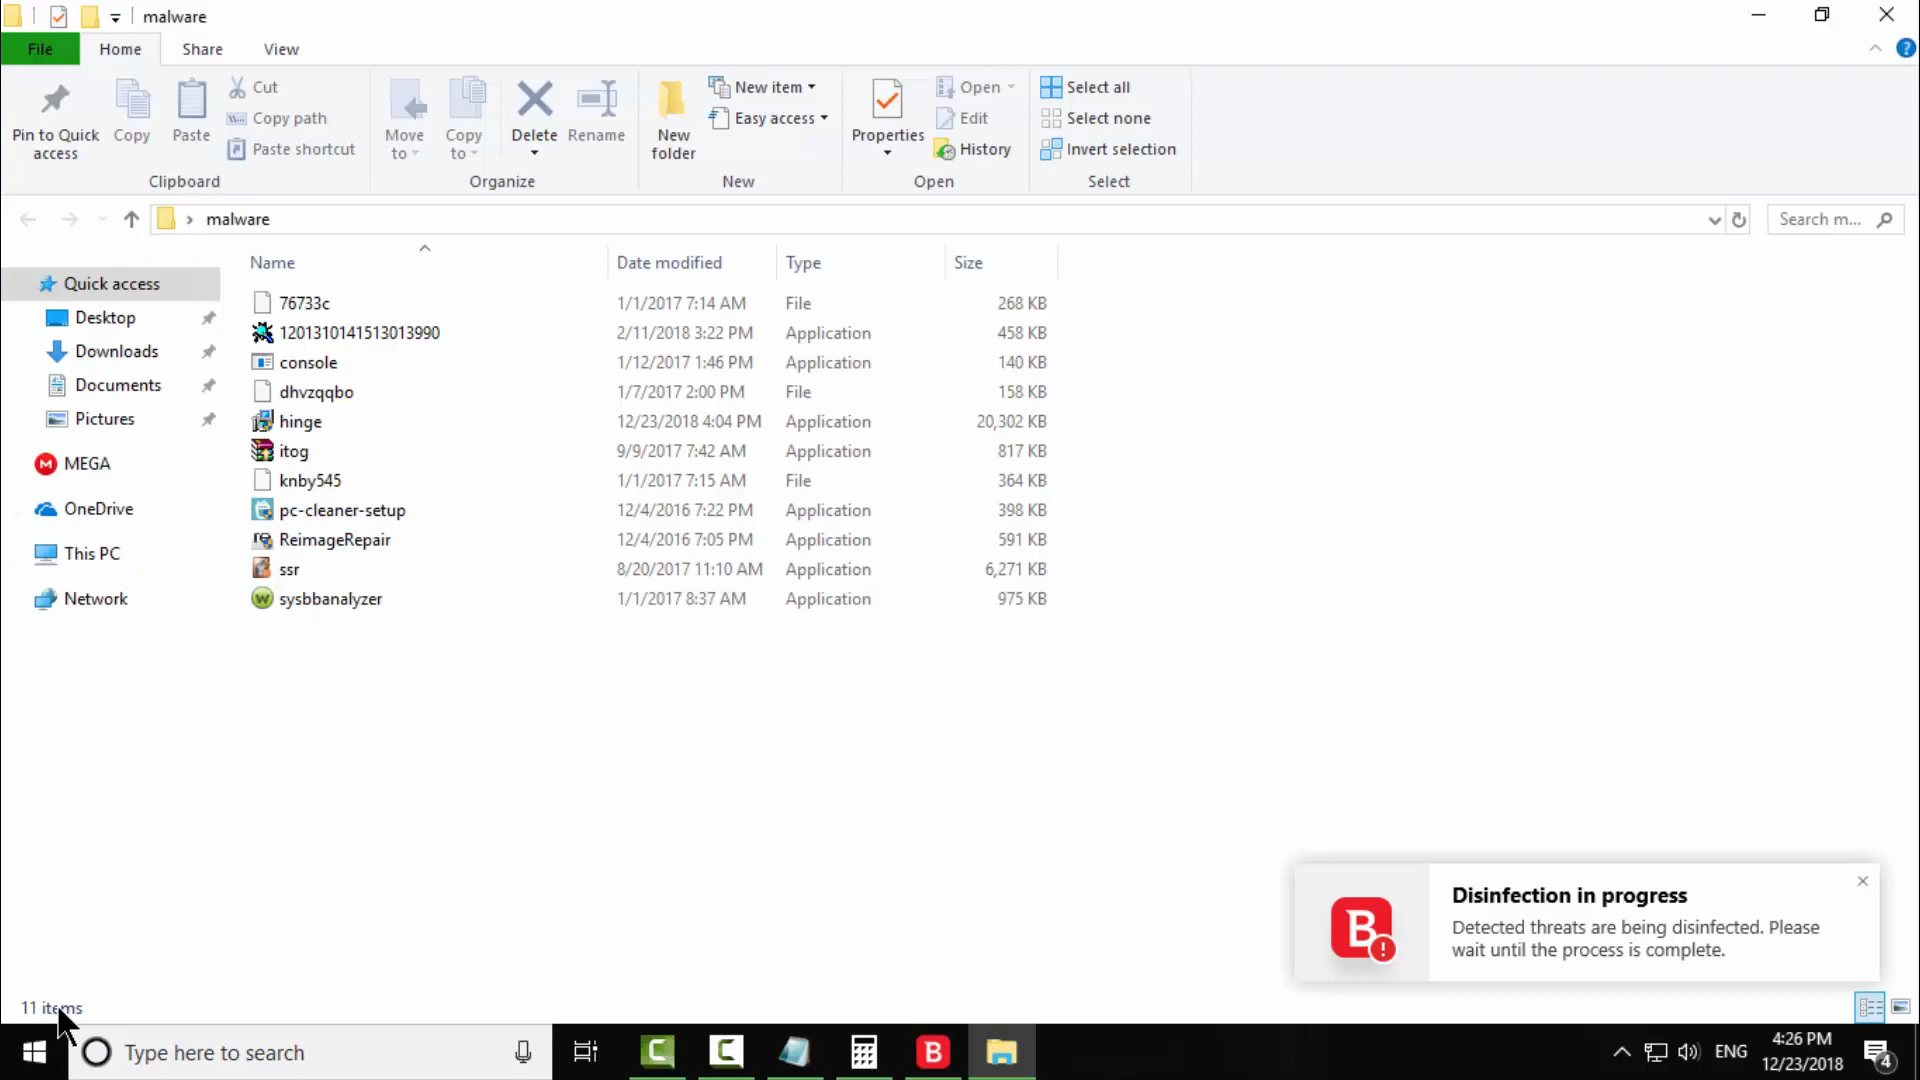 malware
File Home Share View
Pin to Quick access
Copy
Paste
Cut
Copy path
Paste shortcut
Clipboard
Move to
Copy to
Delete
Rename
Organize
New folder
New item
Easy access
New
Properties
Open
Edit
History
Open
Select all
Select none
Invert selection
Select
malware
Search m...
Name Date modified Type Size
Quick access
Desktop
Downloads
Documents
Pictures
MEGA
OneDrive
This PC
Network
76733c 1/1/2017 7:14 AM File 268 KB
1201310141513013990 2/11/2018 3:22 PM Application 458 KB
console 1/12/2017 1:46 PM Application 140 KB
dhvzqqbo 1/7/2017 2:00 PM File 158 KB
hinge 12/23/2018 4:04 PM Application 20,302 KB
itog 9/9/2017 7:42 AM Application 817 KB
knby545 1/1/2017 7:15 AM File 364 KB
pc-cleaner-setup 12/4/2016 7:22 PM Application 398 KB
ReimageRepair 12/4/2016 7:05 PM Application 591 KB
ssr 8/20/2017 11:10 AM Application 6,271 KB
sysbbanalyzer 1/1/2017 8:37 AM Application 975 KB
B
Disinfection in progress
Detected threats are being disinfected. Please
wait until the process is complete.
11 items
Type here to search
B
ENG
4:26 PM
12/23/2018
4